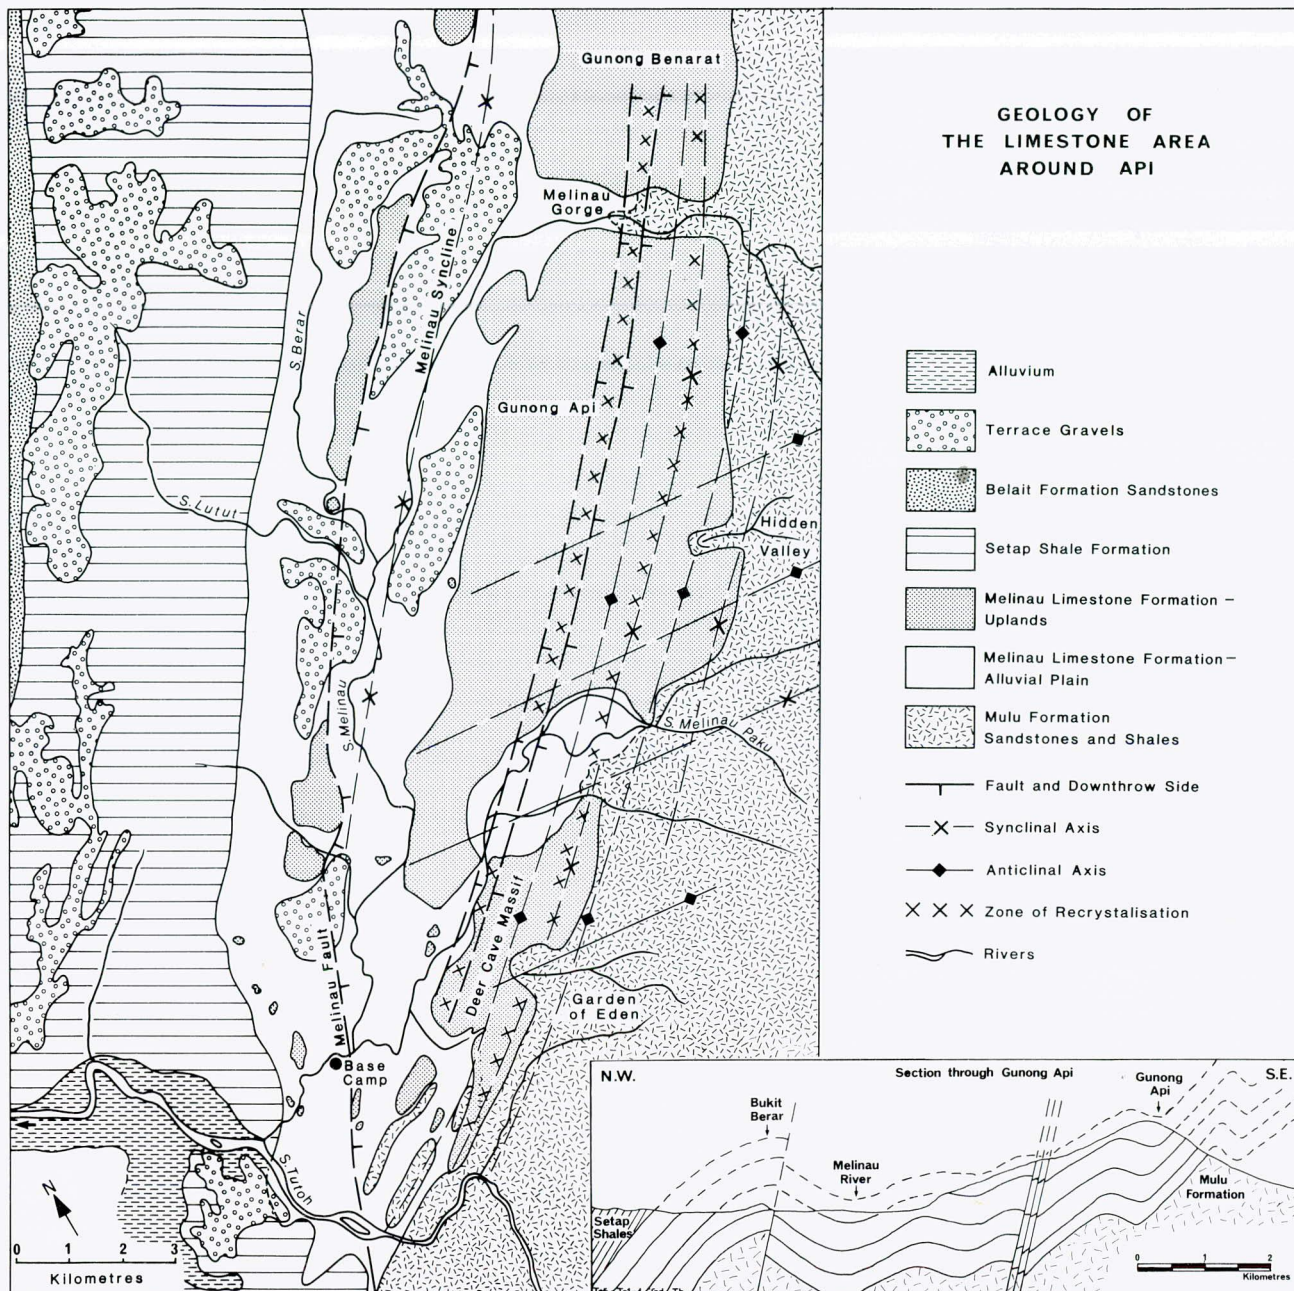 GEOLOGY OF
THE LIMESTONE AREA
AROUND API
Gunong Benarat
Melinau
Gorge
Melinau Syncline
S. Berar
Gunong Api
S. Lutut
Hidden
Valley
S. Melinau
S. Melinau
Paku
Deer Cave Massif
Melinau Fault
Garden
of Eden
Base
Camp
S. Tutoh
N
0 1 2 3
Kilometres
Alluvium
Terrace Gravels
Belait Formation Sandstones
Setap Shale Formation
Melinau Limestone Formation –
Uplands
Melinau Limestone Formation –
Alluvial Plain
Mulu Formation
Sandstones and Shales
Fault and Downthrow Side
Synclinal Axis
Anticlinal Axis
Zone of Recrystalisation
Rivers
N.W.
Section through Gunong Api
S.E.
Bukit
Berar
Melinau
River
Gunong
Api
Setap
Shales
Mulu
Formation
0 1 2
Kilometres